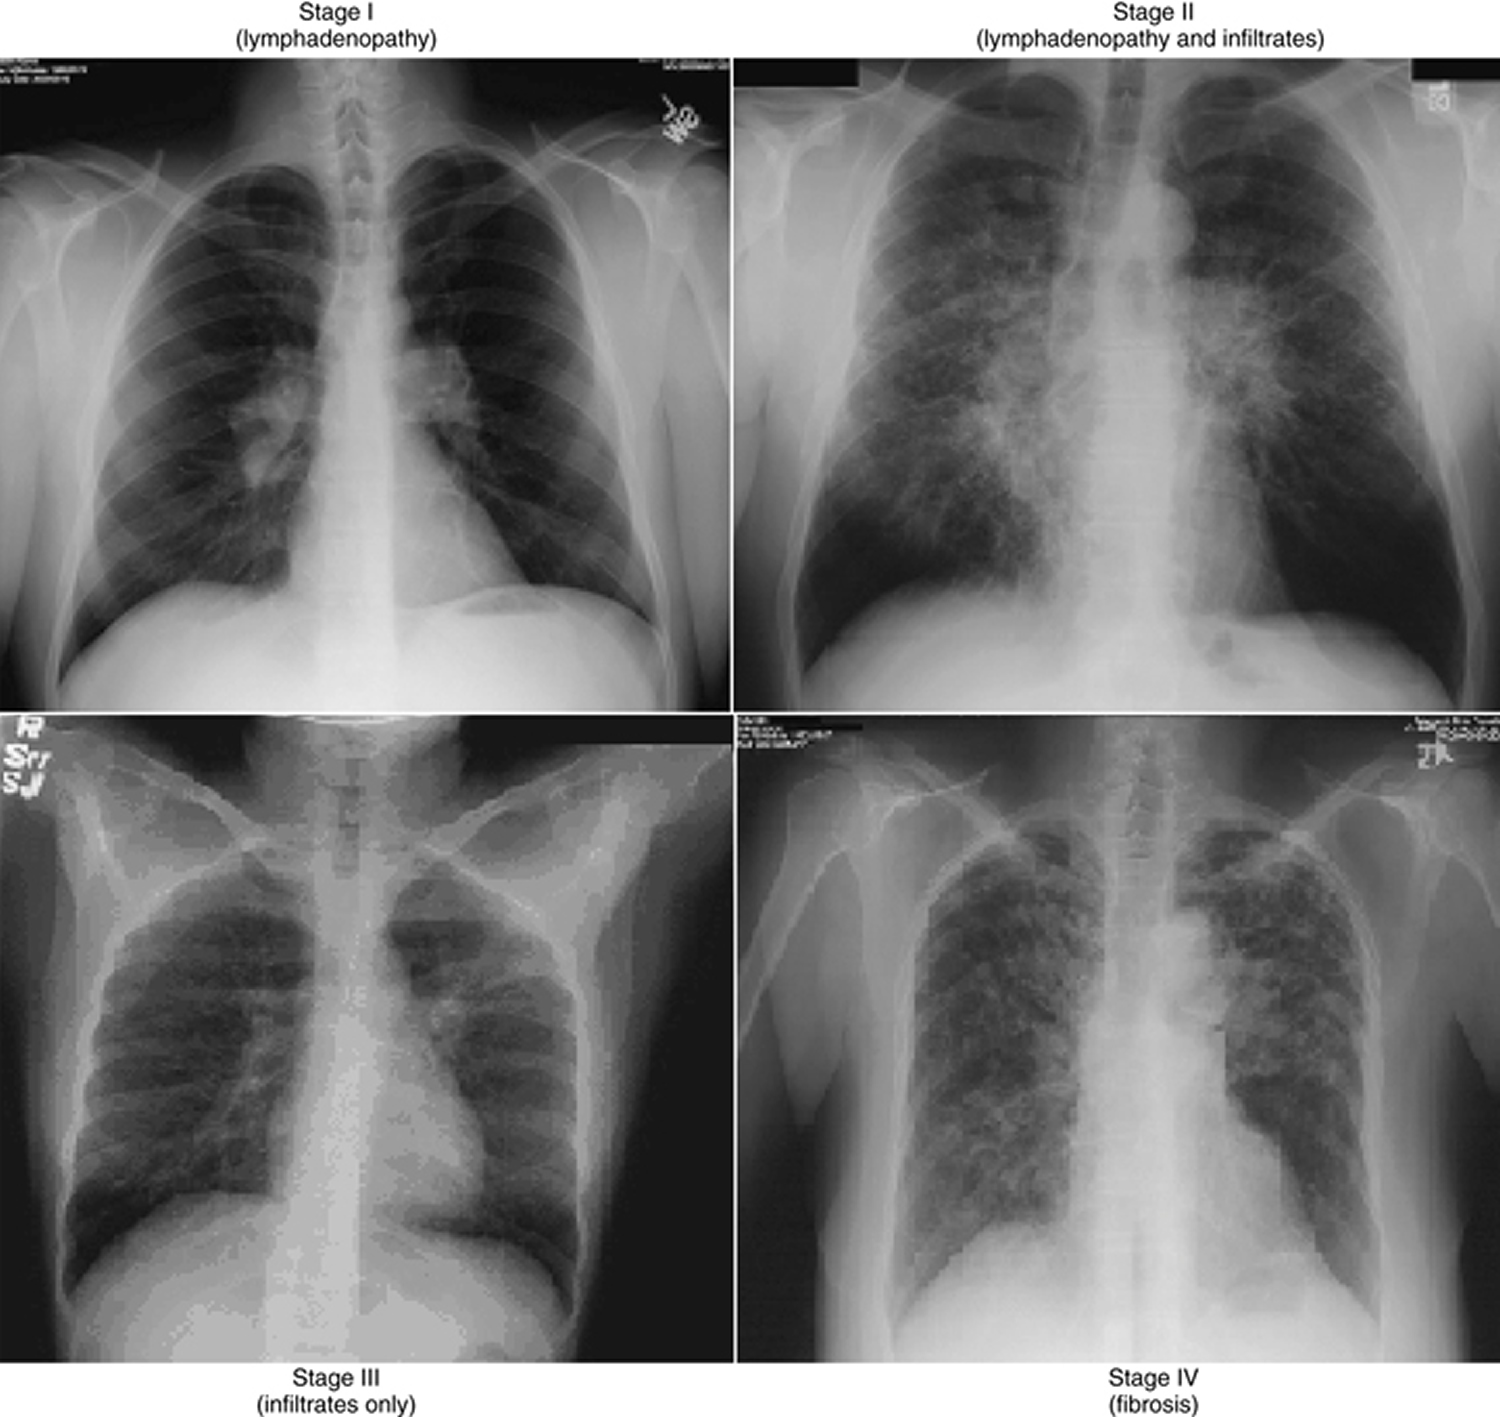 Stage I
(lymphadenopathy)
Stage II
(lymphadenopathy and infiltrates)
R
Stage III
(infiltrates only)
Stage IV
(fibrosis)